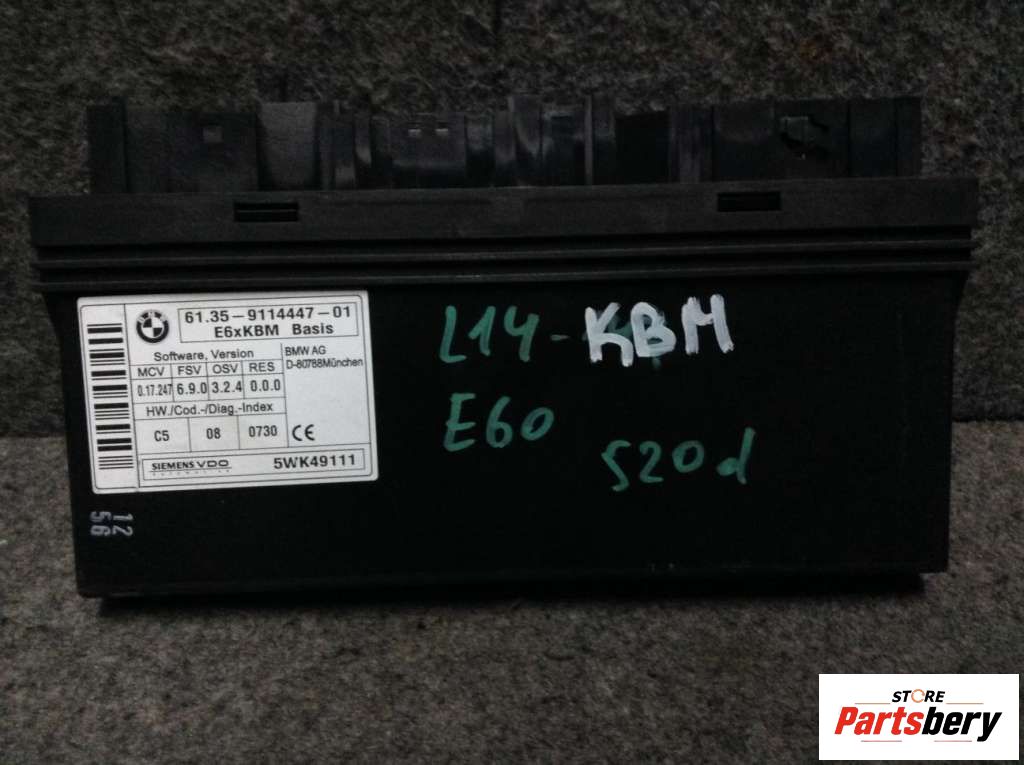 61.35-9114447-01
E6xKBM Basis
Software, Version
MCV FSV OSV RES
0.17.247 6.9.0 3.2.4 0.0.0
HW./Cod.-/Diag.-Index
C5 08 0730
BMW AG
D-80788München
CE
SIEMENS VDO
5WK49111
12
56
L14-KBM
E60
520d
STORE
Partsbery